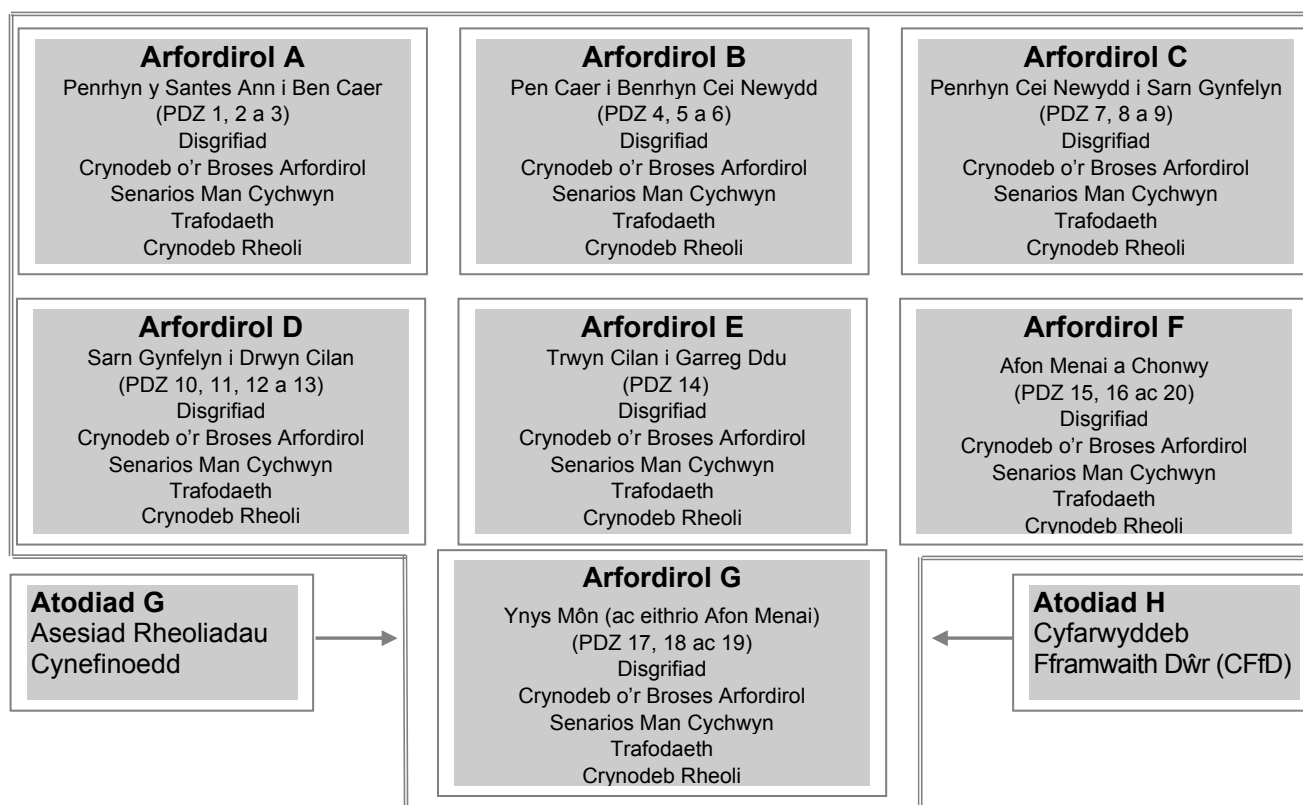 Arfordirol A
Penrhyn y Santes Ann i Ben Caer
(PDZ 1, 2 a 3)
Disgrifiad
Crynodeb o'r Broses Arfordirol
Senarios Man Cychwyn
Trafodaeth
Crynodeb Rheoli
Arfordirol B
Pen Caer i Benrhyn Cei Newydd
(PDZ 4, 5 a 6)
Disgrifiad
Crynodeb o'r Broses Arfordirol
Senarios Man Cychwyn
Trafodaeth
Crynodeb Rheoli
Arfordirol C
Penrhyn Cei Newydd i Sarn Gynfelyn
(PDZ 7, 8 a 9)
Disgrifiad
Crynodeb o'r Broses Arfordirol
Senarios Man Cychwyn
Trafodaeth
Crynodeb Rheoli
Arfordirol D
Sarn Gynfelyn i Drwyn Cilan
(PDZ 10, 11, 12 a 13)
Disgrifiad
Crynodeb o'r Broses Arfordirol
Senarios Man Cychwyn
Trafodaeth
Crynodeb Rheoli
Arfordirol E
Trwyn Cilan i Garreg Ddu
(PDZ 14)
Disgrifiad
Crynodeb o'r Broses Arfordirol
Senarios Man Cychwyn
Trafodaeth
Crynodeb Rheoli
Arfordirol F
Afon Menai a Chonwy
(PDZ 15, 16 ac 20)
Disgrifiad
Crynodeb o'r Broses Arfordirol
Senarios Man Cychwyn
Trafodaeth
Crynodeb Rheoli
Atodiad G
Asesiad Rheoliadau
Cynefinoedd
Arfordirol G
Ynys Môn (ac eithrio Afon Menai)
(PDZ 17, 18 ac 19)
Disgrifiad
Crynodeb o'r Broses Arfordirol
Senarios Man Cychwyn
Trafodaeth
Crynodeb Rheoli
Atodiad H
Cyfarwyddeb
Fframwaith Dŵr (CFfD)